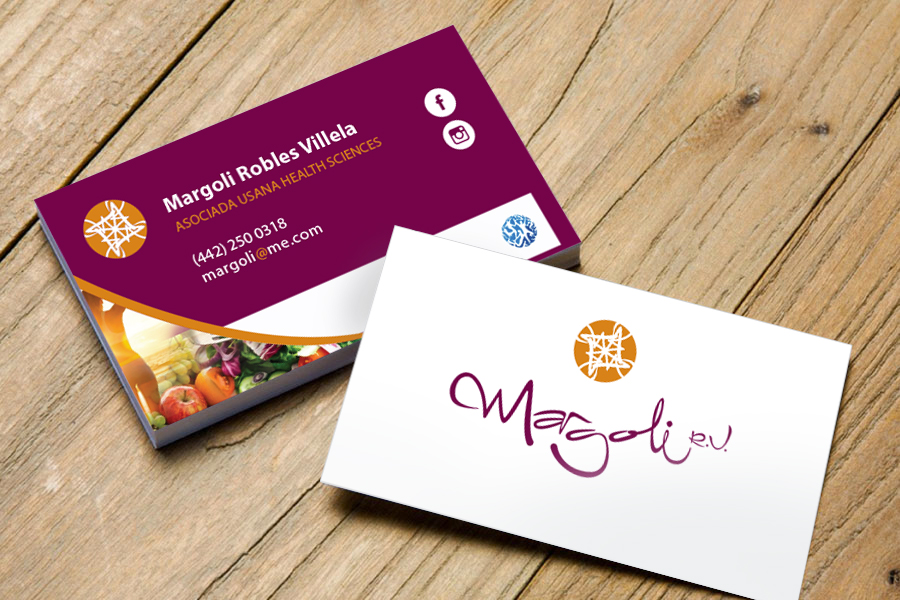 Margoli Robles Villela
ASOCIADA USANA HEALTH SCIENCES
(442) 250 0318
margoli@me.com
Margoli R.V.